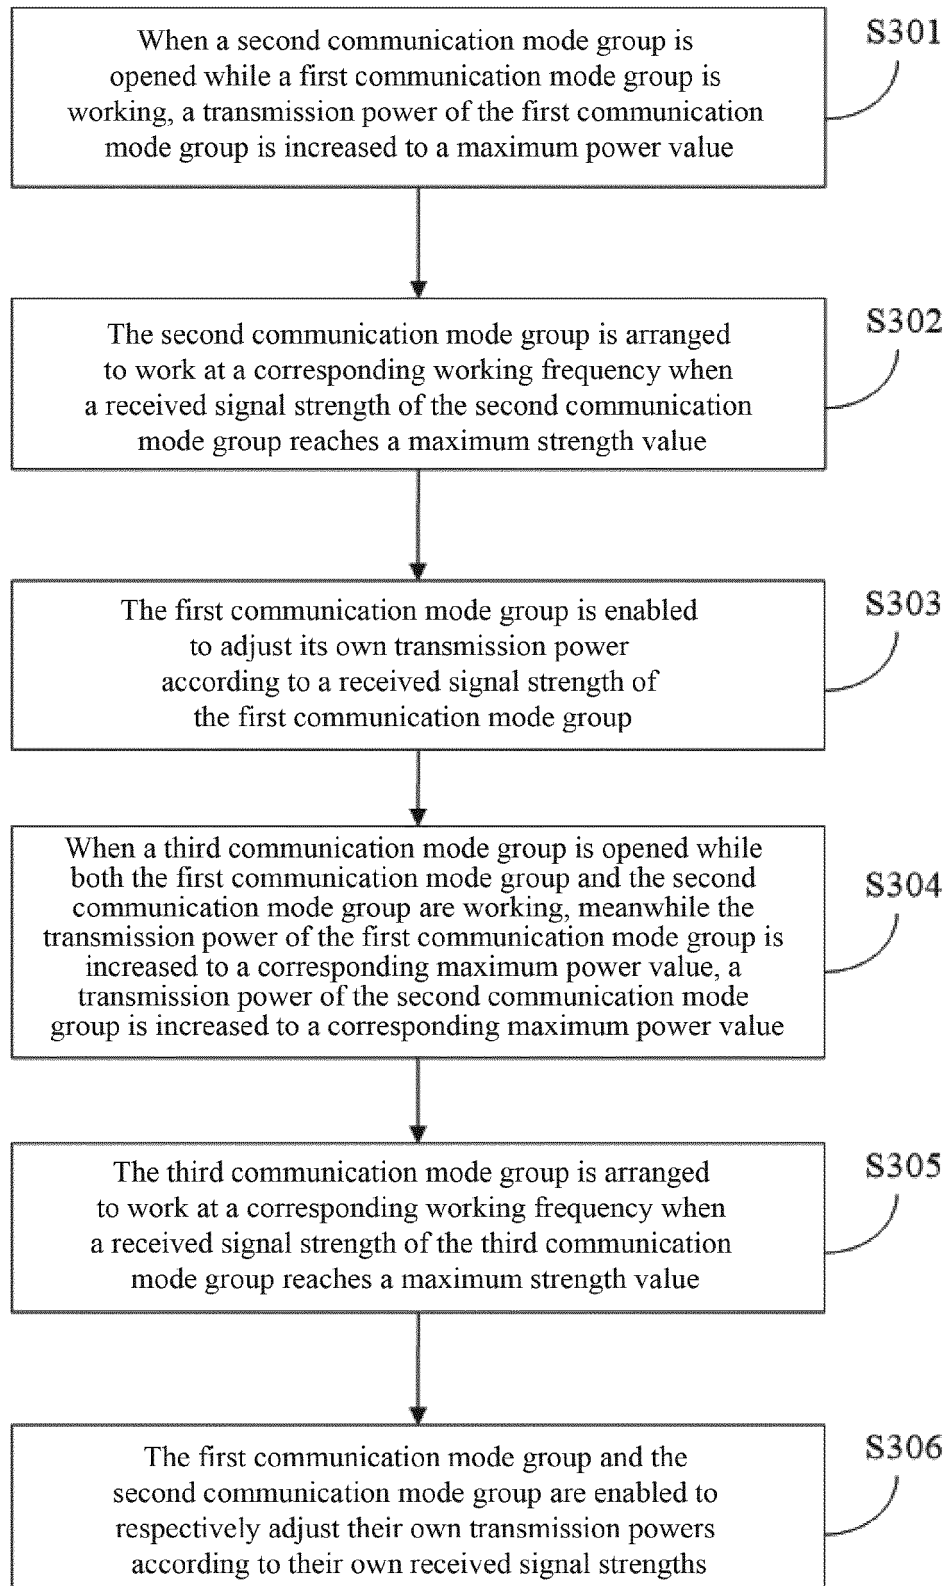 When a second communication mode group is
opened while a first communication mode group is
working, a transmission power of the first communication
mode group is increased to a maximum power value
S301
The second communication mode group is arranged
to work at a corresponding working frequency when
a received signal strength of the second communication
mode group reaches a maximum strength value
S302
The first communication mode group is enabled
to adjust its own transmission power
according to a received signal strength of
the first communication mode group
S303
When a third communication mode group is opened while
both the first communication mode group and the second
communication mode group are working, meanwhile the
transmission power of the first communication mode group is
increased to a corresponding maximum power value, a
transmission power of the second communication mode
group is increased to a corresponding maximum power value
S304
The third communication mode group is arranged
to work at a corresponding working frequency when
a received signal strength of the third communication
mode group reaches a maximum strength value
S305
The first communication mode group and the
second communication mode group are enabled to
respectively adjust their own transmission powers
according to their own received signal strengths
S306